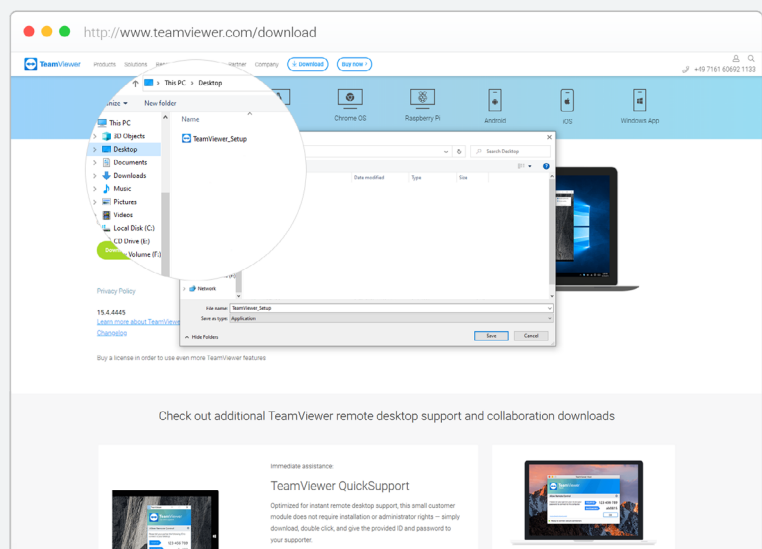 http://www.teamviewer.com/download
TeamViewer
Products Solutions Partner Company Download Buy now
+49 7161 60692 1133
This PC > Desktop
New folder
Chrome OS
Raspberry Pi
Android
iOS
Windows App
This PC
3D Objects
Desktop
Documents
Downloads
Music
Pictures
Videos
Local Disk (C:)
CD Drive (E:)
Volume (F:)
Name
TeamViewer_Setup
Search Desktop
Date modified Type Size
Network
File name: TeamViewer_Setup
Save as type: Application
Hide Folders
Save Cancel
Privacy Policy
15.4.4445
Learn more about TeamViewer
Changelog
Buy a license in order to use even more TeamViewer features
Check out additional TeamViewer remote desktop support and collaboration downloads
Immediate assistance:
TeamViewer QuickSupport
Optimized for instant remote desktop support, this small customer
module does not require installation or administrator rights — simply
download, double click, and give the provided ID and password to
your supporter.